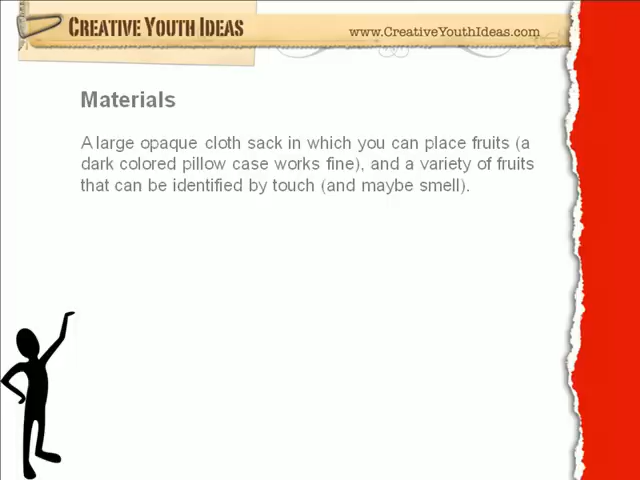 CREATIVE YOUTH IDEAS
www.CreativeYouthIdeas.com
Materials
A large opaque cloth sack in which you can place fruits (a
dark colored pillow case works fine), and a variety of fruits
that can be identified by touch (and maybe smell).